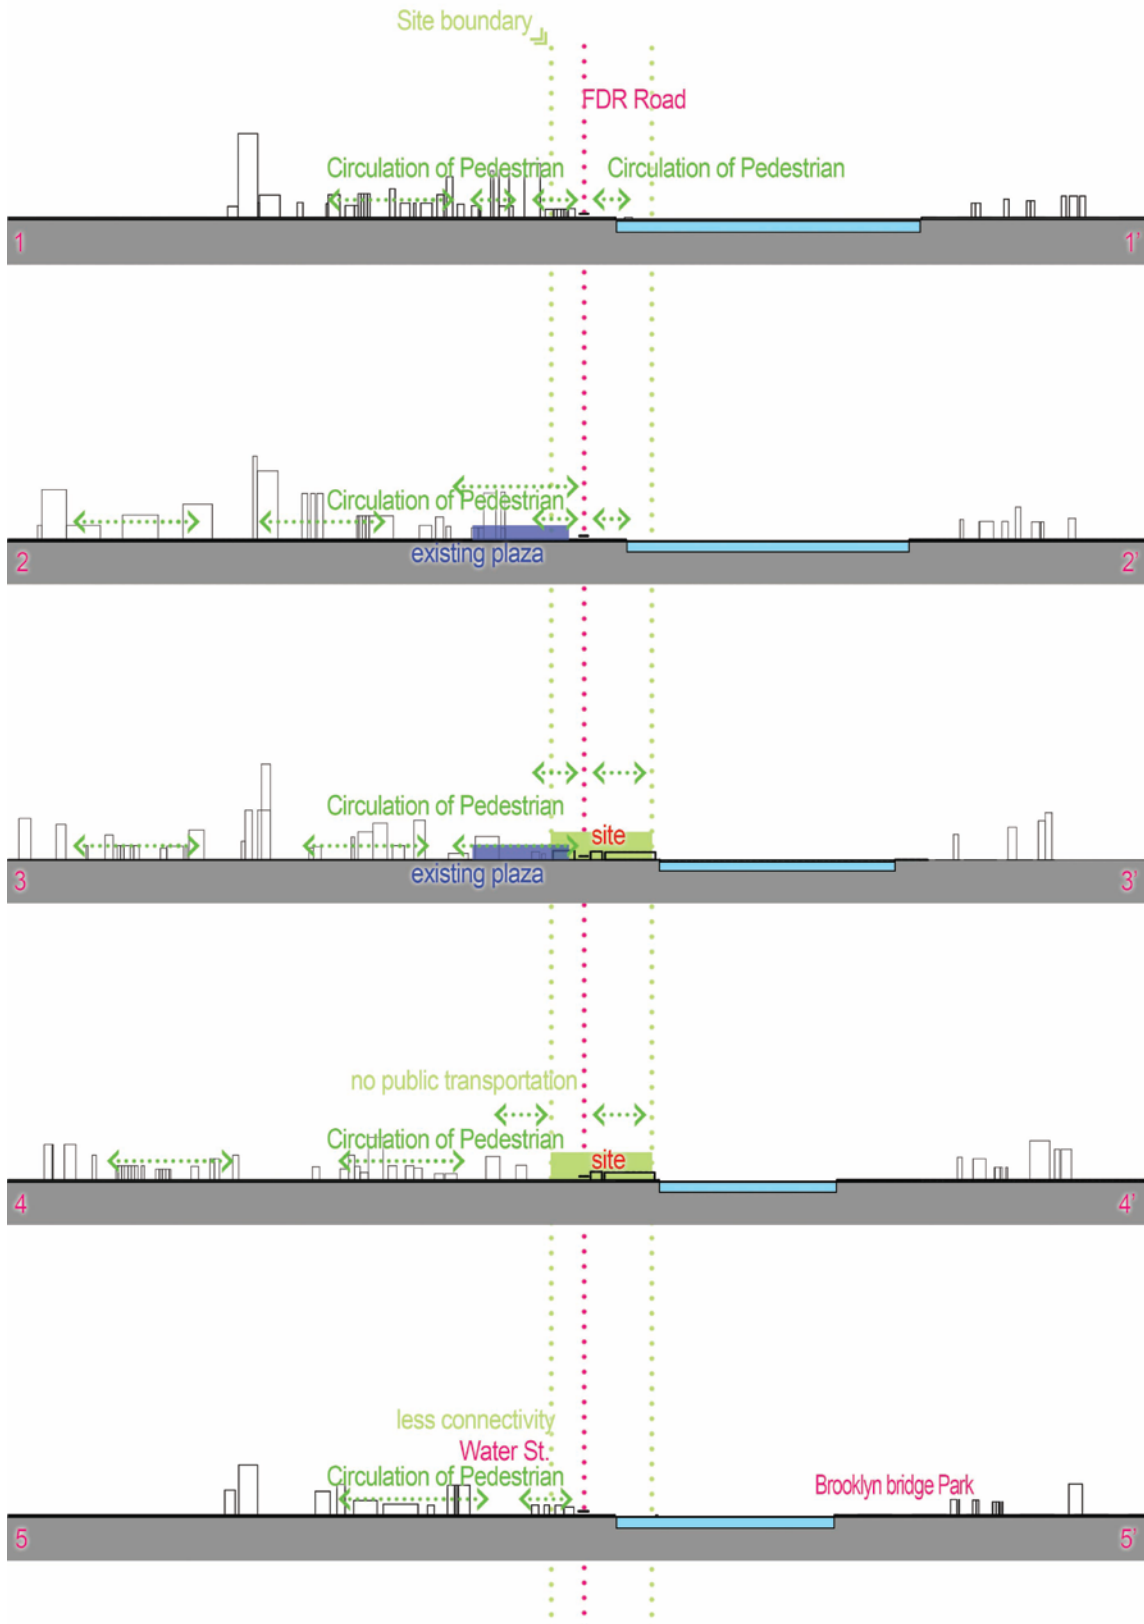 Site boundary
FDR Road
Circulation of Pedestrian
Circulation of Pedestrian
1
1'
Circulation of Pedestrian
existing plaza
2
2'
Circulation of Pedestrian
site
existing plaza
3
3'
no public transportation
Circulation of Pedestrian
site
4
4'
less connectivity
Water St.
Circulation of Pedestrian
Brooklyn bridge Park
5
5'